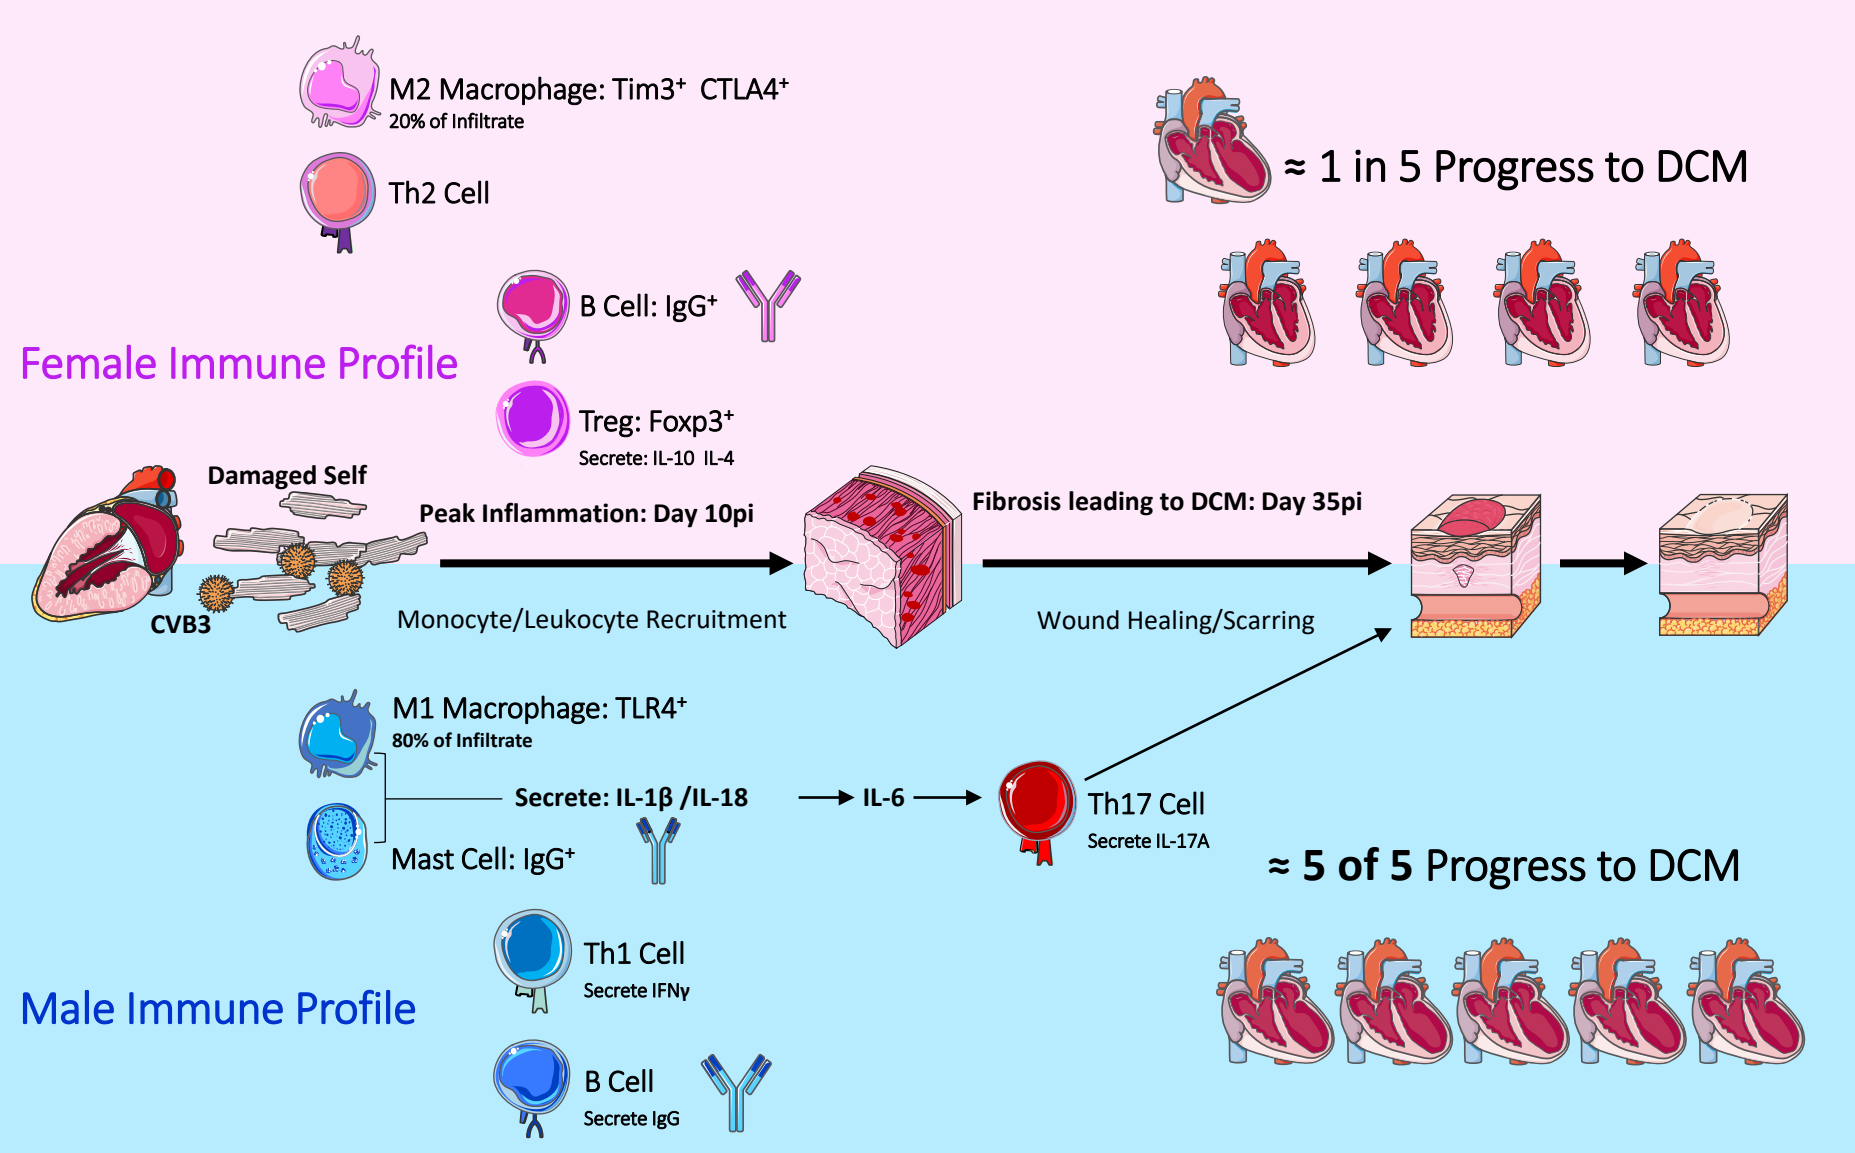 M2 Macrophage: Tim3⁺ CTLA4⁺
20% of Infiltrate
Th2 Cell
≈ 1 in 5 Progress to DCM
B Cell: IgG⁺
Female Immune Profile
Treg: Foxp3⁺
Secrete: IL-10 IL-4
Damaged Self
CVB3
Peak Inflammation: Day 10pi
Monocyte/Leukocyte Recruitment
Fibrosis leading to DCM: Day 35pi
Wound Healing/Scarring
M1 Macrophage: TLR4⁺
80% of Infiltrate
Secrete: IL-1β /IL-18
IL-6
Th17 Cell
Secrete IL-17A
Mast Cell: IgG⁺
≈ 5 of 5 Progress to DCM
Th1 Cell
Secrete IFNγ
Male Immune Profile
B Cell
Secrete IgG